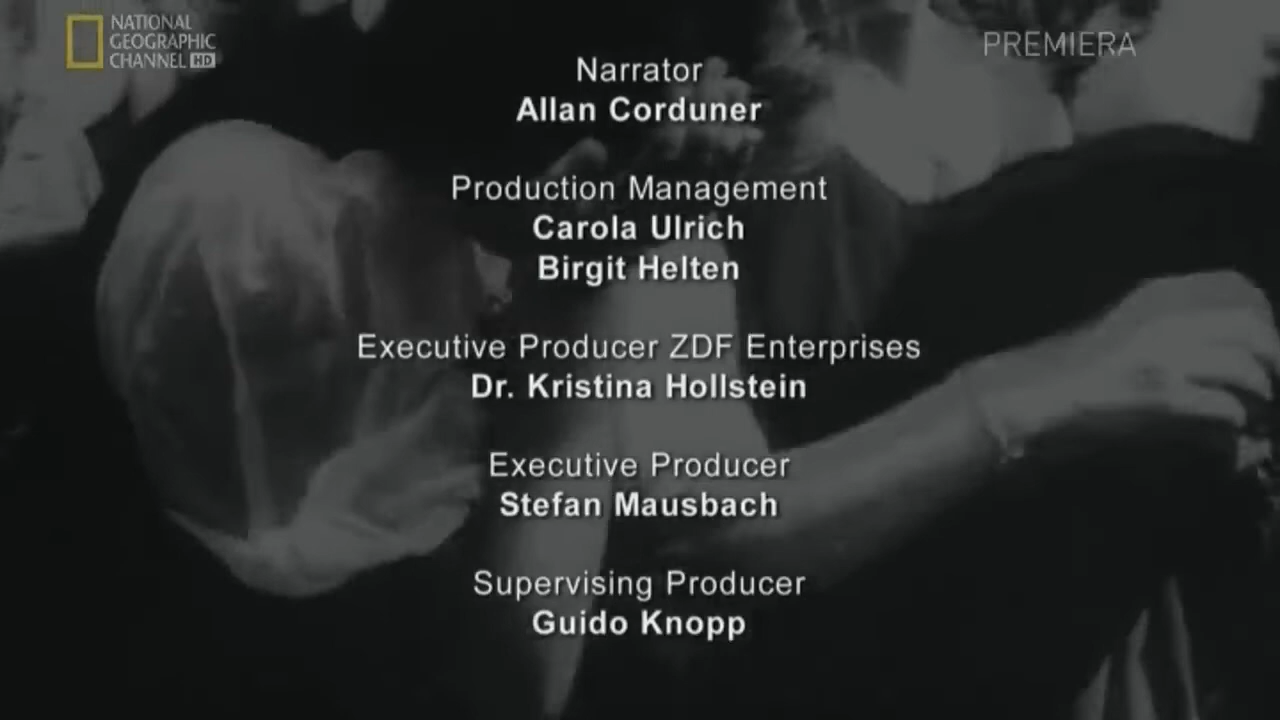 NATIONAL
GEOGRAPHIC
CHANNEL HD
PREMIERA
Narrator
Allan Corduner
Production Management
Carola Ulrich
Birgit Helten
Executive Producer ZDF Enterprises
Dr. Kristina Hollstein
Executive Producer
Stefan Mausbach
Supervising Producer
Guido Knopp